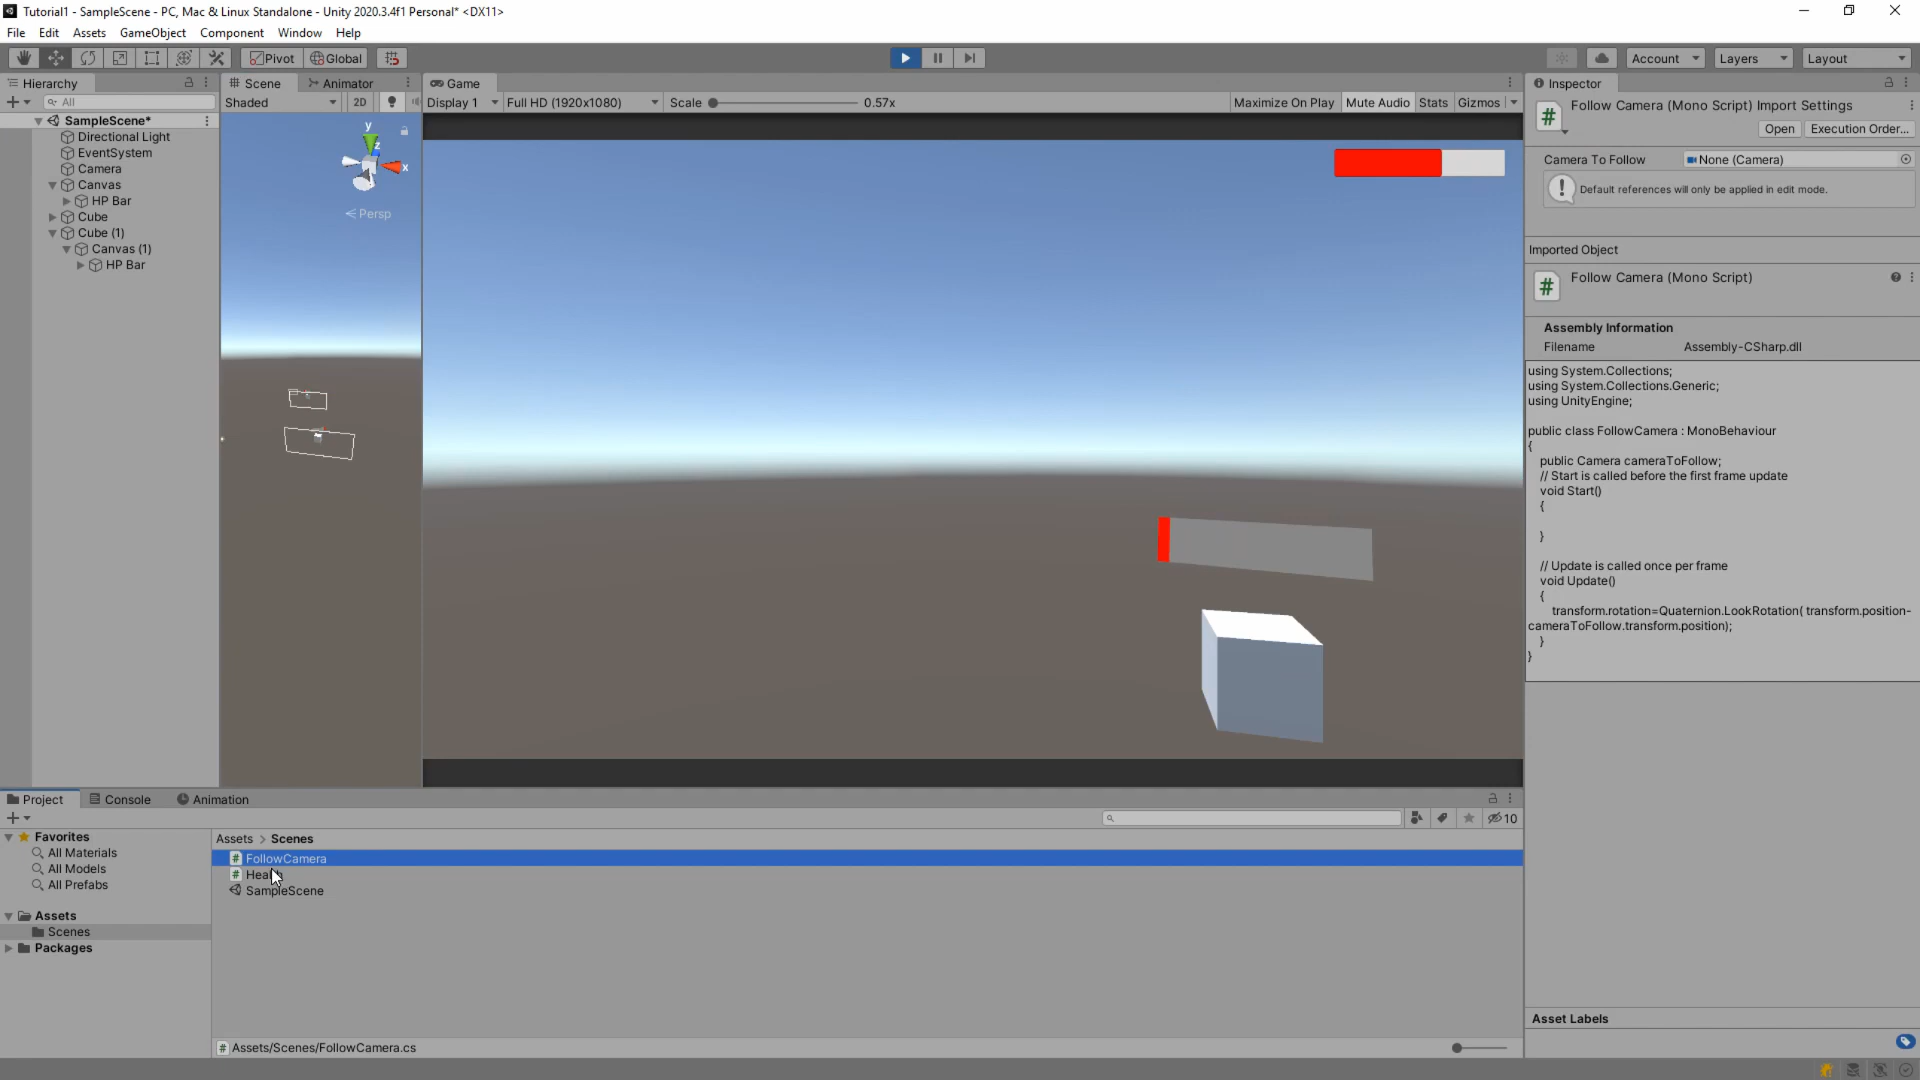 Tutorial1 - SampleScene - PC, Mac & Linux Standalone - Unity 2020.3.4f1 Personal* <DX11>
File Edit Assets GameObject Component Window Help
Pivot Global Account Layers Layout
Hierarchy Scene Animator Game Inspector
All Shaded 2D Display 1 Full HD (1920x1080) Scale 0.57x Maximize On Play Mute Audio Stats Gizmos
SampleScene*
Directional Light
EventSystem
Camera
Canvas
HP Bar
Cube
Cube (1)
Canvas (1)
HP Bar
y
z
x
Persp
# Follow Camera (Mono Script) Import Settings
Open Execution Order...
Camera To Follow None (Camera)
Default references will only be applied in edit mode.
Imported Object
# Follow Camera (Mono Script)
Assembly Information
Filename Assembly-CSharp.dll
using System.Collections;
using System.Collections.Generic;
using UnityEngine;
public class FollowCamera : MonoBehaviour
{
public Camera cameraToFollow;
// Start is called before the first frame update
void Start()
{
}
// Update is called once per frame
void Update()
{
transform.rotation=Quaternion.LookRotation( transform.position-
cameraToFollow.transform.position);
}
}
Asset Labels
Project Console Animation
10
Favorites
All Materials
All Models
All Prefabs
Assets
Scenes
Packages
Assets > Scenes
# FollowCamera
#
SampleScene
# Assets/Scenes/FollowCamera.cs